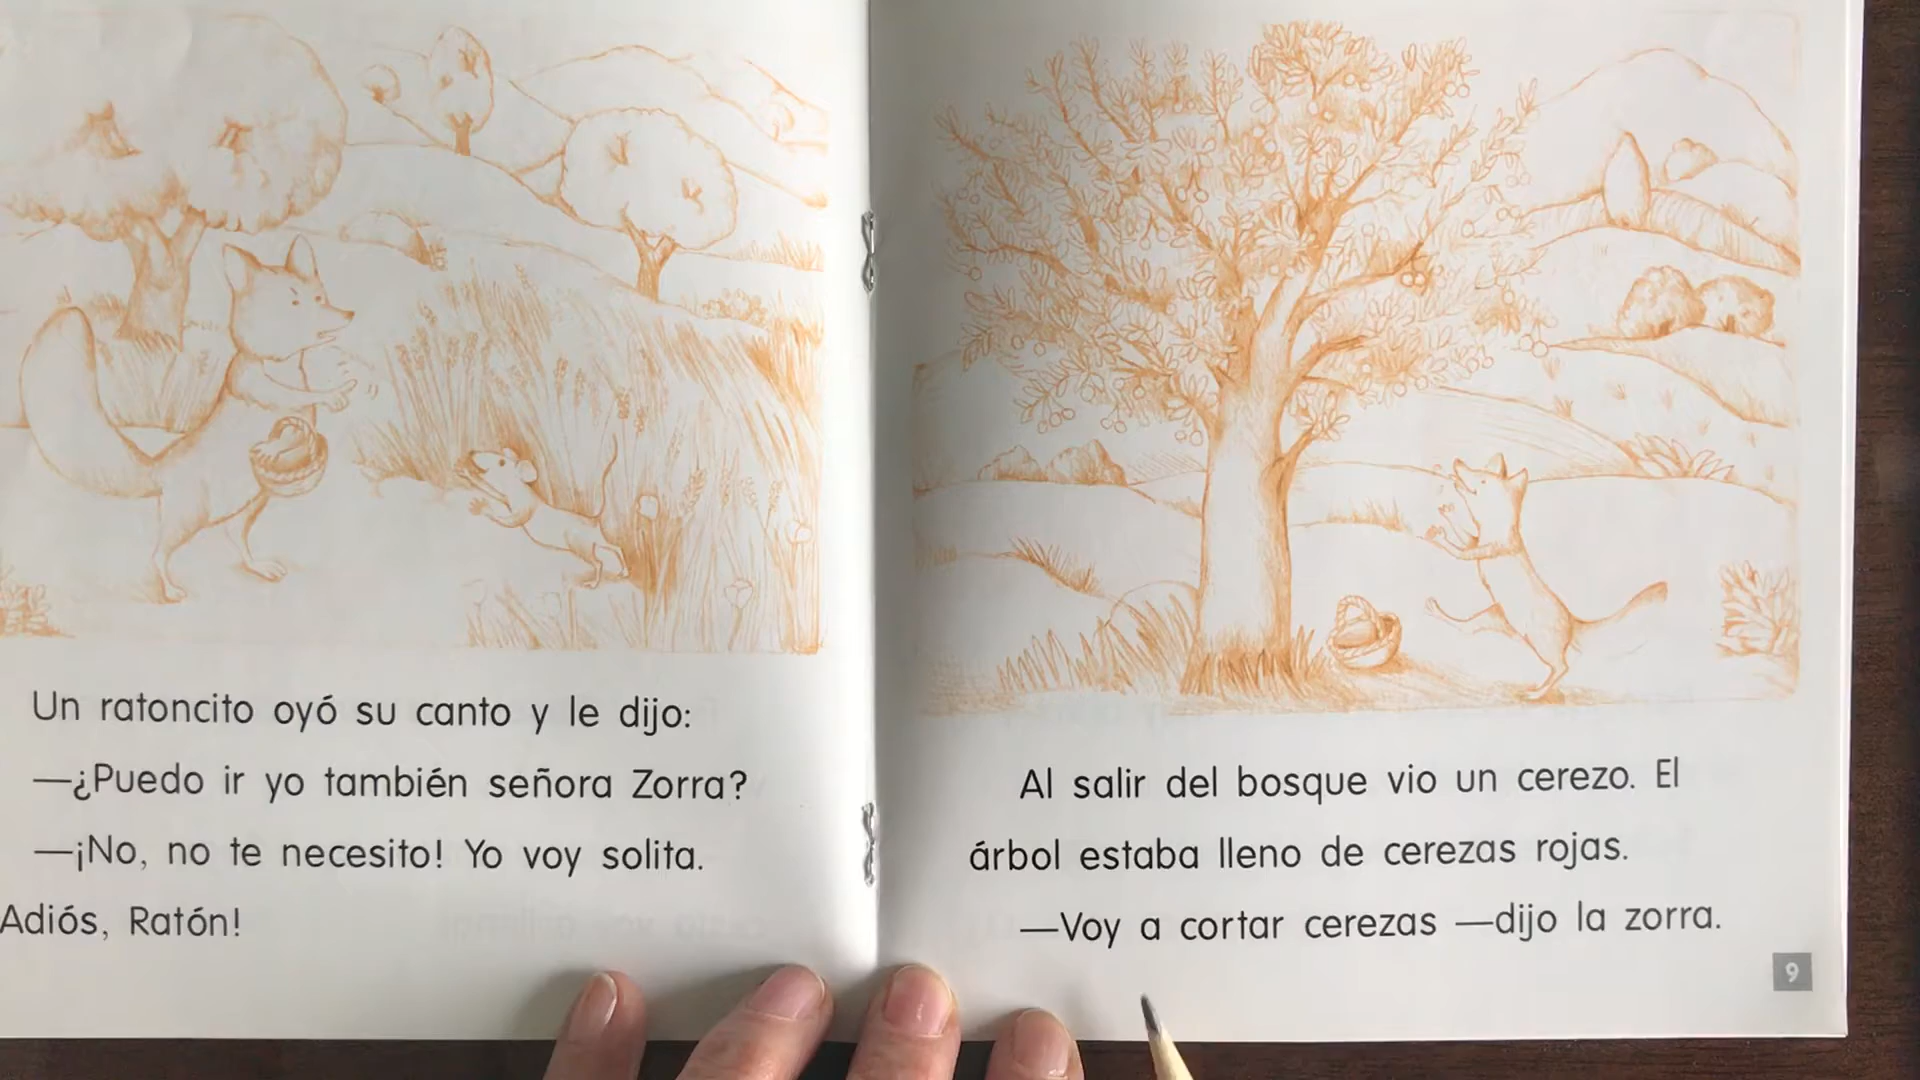 Un ratoncito oyó su canto y le dijo:
—¿Puedo ir yo también señora Zorra?
—¡No, no te necesito! Yo voy solita.
Adiós, Ratón!
Al salir del bosque vio un cerezo. El
árbol estaba lleno de cerezas rojas.
—Voy a cortar cerezas —dijo la zorra.
9